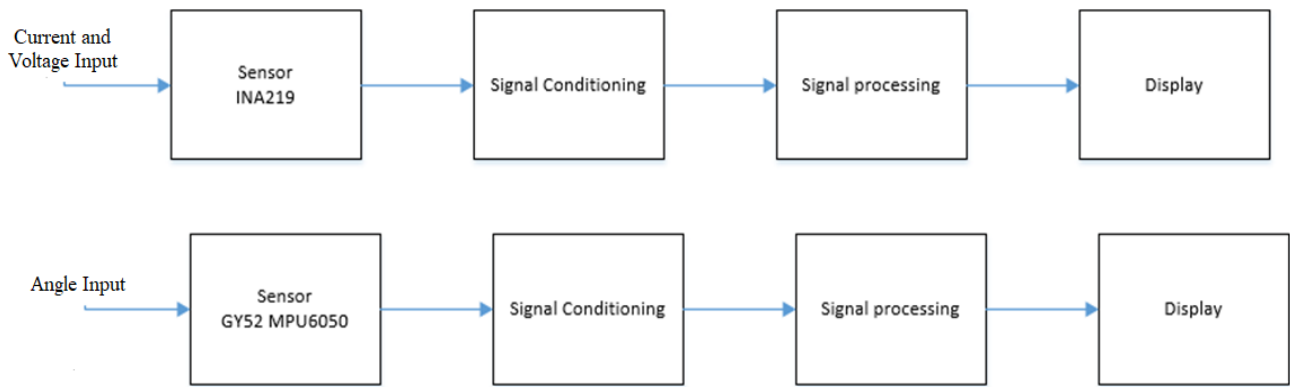 Current and
Voltage Input
Sensor
INA219
Signal Conditioning
Signal processing
Display
Angle Input
Sensor
GY52 MPU6050
Signal Conditioning
Signal processing
Display